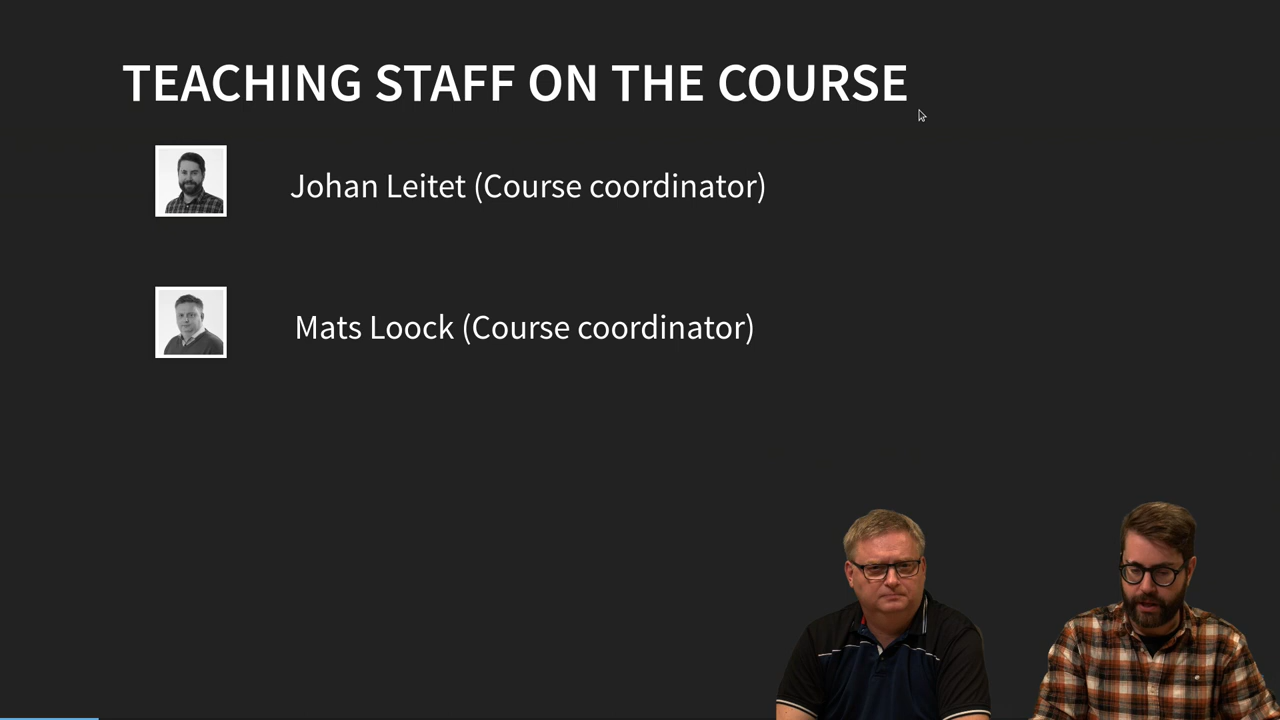 TEACHING STAFF ON THE COURSE
Johan Leitet (Course coordinator)
Mats Loock (Course coordinator)